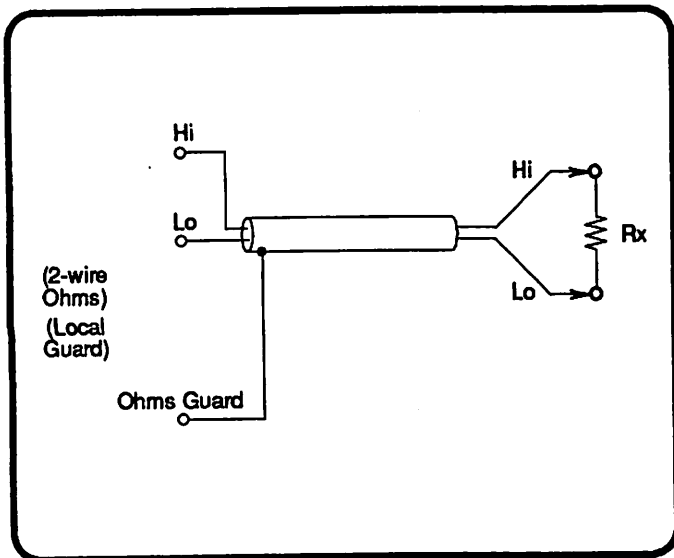 Hi
Hi
Lo
Rx
(2-wire
Ohms)
(Local
Guard)
Lo
Ohms Guard